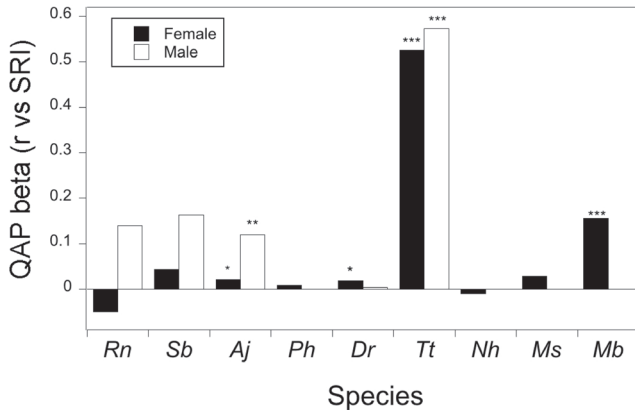 QAP beta (r vs SRI)
0.6
0.5
0.4
0.3
0.2
0.1
0
Female
Male
*
**
*
***
***
***
Rn Sb Aj Ph Dr Tt Nh Ms Mb
Species